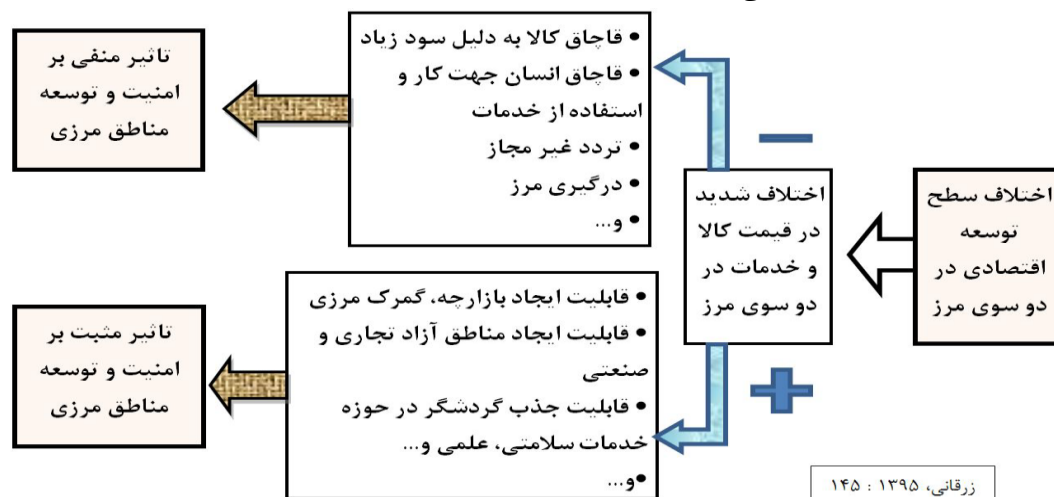 اختلاف سطح
توسعه
اقتصادی در
دو سوی مرز
اختلاف شدید
در قیمت کالا
و خدمات در
دو سوی مرز
• قاچاق کالا به دلیل سود زیاد
• قاچاق انسان جهت کار و
استفاده از خدمات
• تردد غیر مجاز
• درگیری مرز
• و...
تاثیر منفی بر
امنیت و توسعه
مناطق مرزی
• قابلیت ایجاد بازارچه، گمرک مرزی
• قابلیت ایجاد مناطق آزاد تجاری و
صنعتی
• قابلیت جذب گردشگر در حوزه
خدمات سلامتی، علمی و...
•و...
تاثیر مثبت بر
امنیت و توسعه
مناطق مرزی
زرقانی، ۱۳۹۵ : ۱۴۵